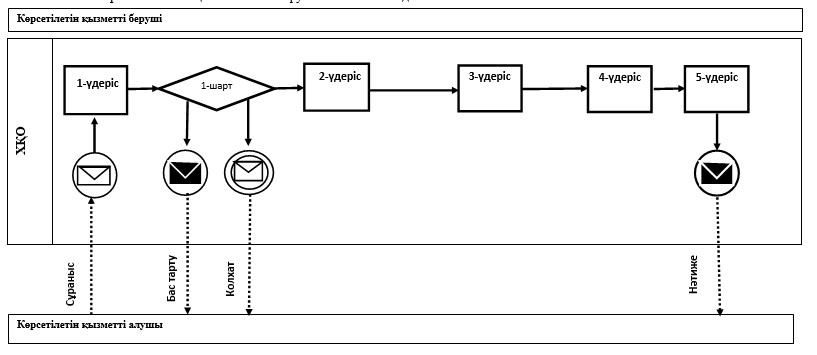 Көрсетілетін қызметті беруші
ХҚО
1-үдеріс
1-шарт
2-үдеріс
3-үдеріс
4-үдеріс
5-үдеріс
Сұраныс
Бас тарту
Колхат
Нәтиже
Көрсетілетін қызметті алушы